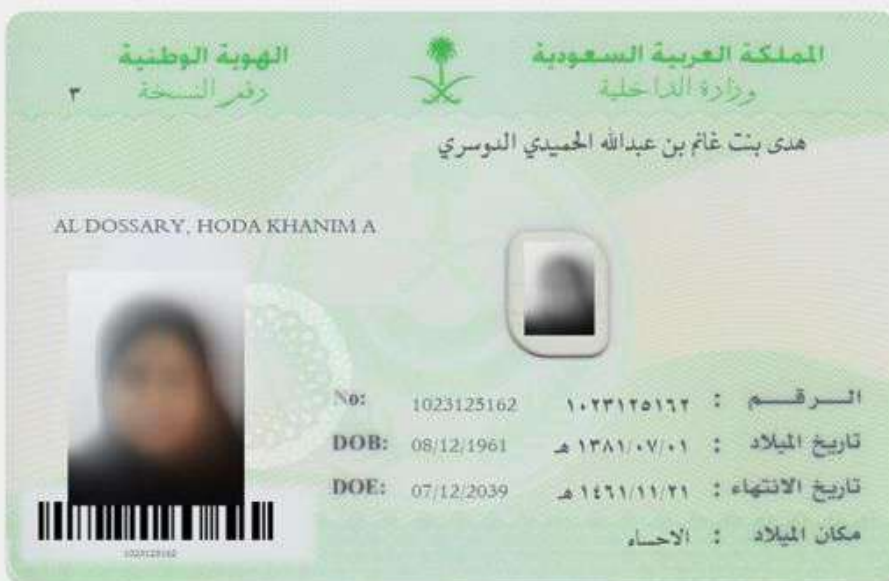 المملكة العربية السعودية
وزارة الداخلية
الهوية الوطنية
رقم النسخة ٣
هدى بنت غانم بن عبدالله الحميدي الدوسري
AL DOSSARY, HODA KHANIM A
الـــرقـــم : ١٠٢٣١٢٥١٦٢ No: 1023125162
تاريخ الميلاد : ١٣٨١/٠٧/٠١ هـ DOB: 08/12/1961
تاريخ الانتهاء : ١٤٦١/١١/٢١ هـ DOE: 07/12/2039
مكان الميلاد : الاحساء
1023125162